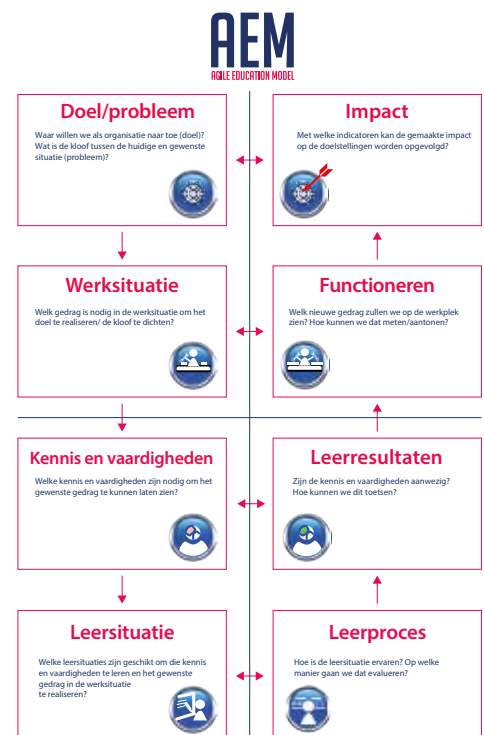 AEM
AGILE EDUCATION MODEL
Doel/probleem
Waar willen we als organisatie naar toe (doel)?
Wat is de kloof tussen de huidige en gewenste
situatie (probleem)?
Impact
Met welke indicatoren kan de gemaakte impact
op de doelstellingen worden opgevolgd?
Werksituatie
Welk gedrag is nodig in de werksituatie om het
doel te realiseren/ de kloof te dichten?
Functioneren
Welk nieuwe gedrag zullen we op de werkplek
zien? Hoe kunnen we dat meten/aantonen?
Kennis en vaardigheden
Welke kennis en vaardigheden zijn nodig om het
gewenste gedrag te kunnen laten zien?
Leerresultaten
Zijn de kennis en vaardigheden aanwezig?
Hoe kunnen we dit toetsen?
Leersituatie
Welke leersituaties zijn geschikt om die kennis
en vaardigheden te leren en het gewenste
gedrag in de werksituatie
te realiseren?
Leerproces
Hoe is de leersituatie ervaren? Op welke
manier gaan we dat evalueren?